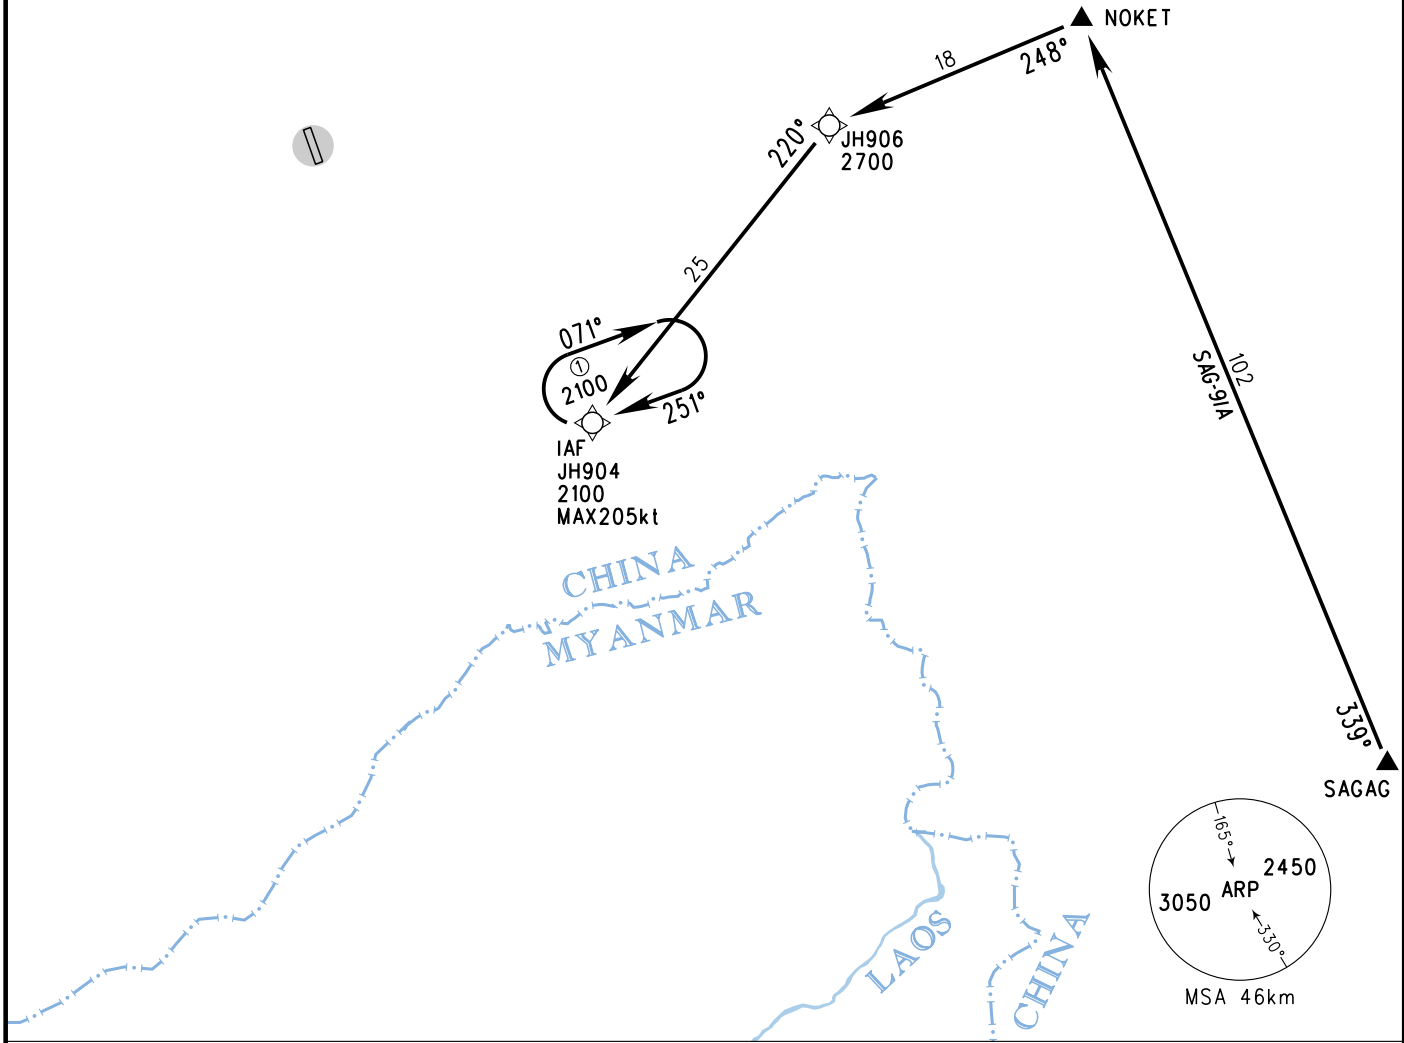 NOKET
18
248°
220°
JH906
2700
25
071°
1
2100
251°
IAF
JH904
2100
MAX205kt
102
SAG-91A
CHINA
MYANMAR
339°
SAGAG
165°
2450
ARP
3050
330°
LAOS
CHINA
MSA 46km